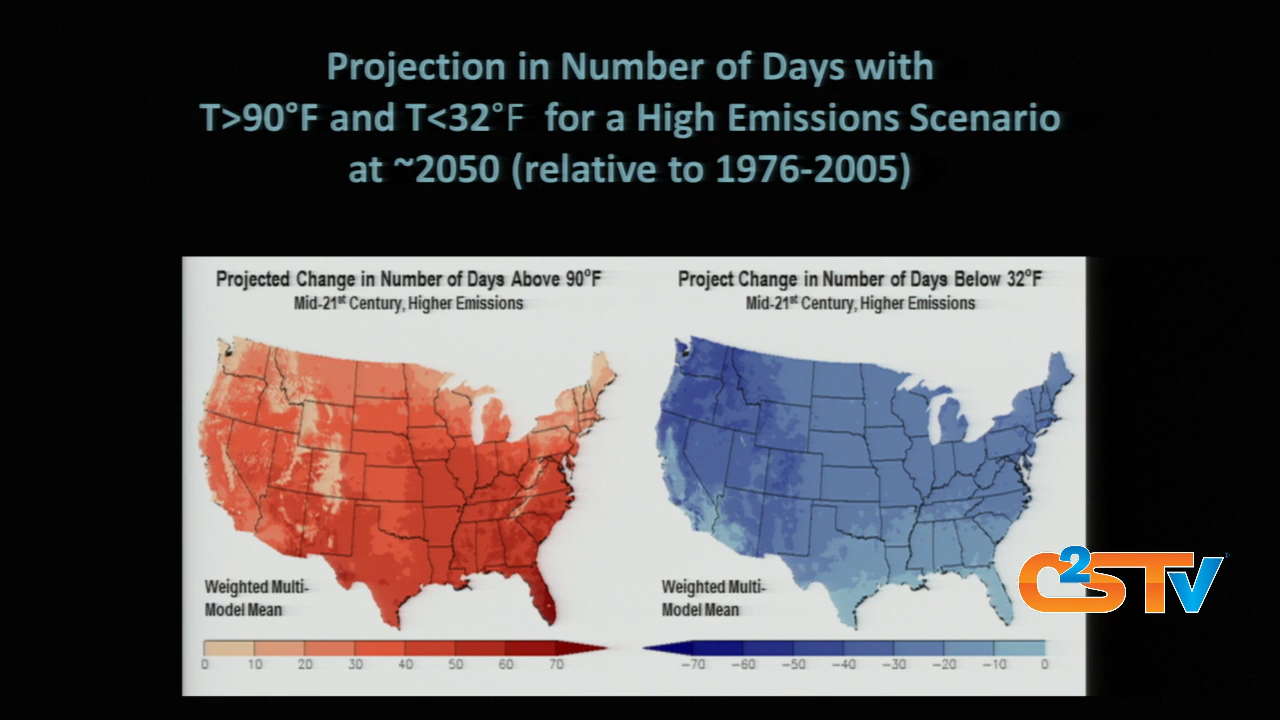 Projection in Number of Days with
T>90°F and T<32°F for a High Emissions Scenario
at ~2050 (relative to 1976-2005)
Projected Change in Number of Days Above 90°F
Mid-21st Century, Higher Emissions
Weighted Multi-
Model Mean
0 10 20 30 40 50 60 70
Project Change in Number of Days Below 32°F
Mid-21st Century, Higher Emissions
Weighted Multi-
Model Mean
−70 −60 −50 −40 −30 −20 −10 0
C2STV